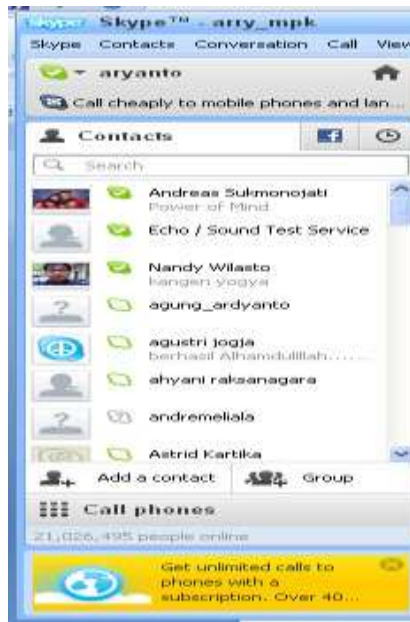 Skype™ - arry_mpk
Skype Contacts Conversation Call View
aryanto
Call cheaply to mobile phones and lan...
Contacts
Search
Andreas Sukmonojati
Power of Mind
Echo / Sound Test Service
Nandy Wilasto
kangen yogya
agung_ardyanto
agustri jogja
berhasil Alhamdulillah......
ahyani raksanagara
andremeliala
Astrid Kartika
Add a contact Group
Call phones
21,026,495 people online
Get unlimited calls to
phones with a
subscription. Over 40...